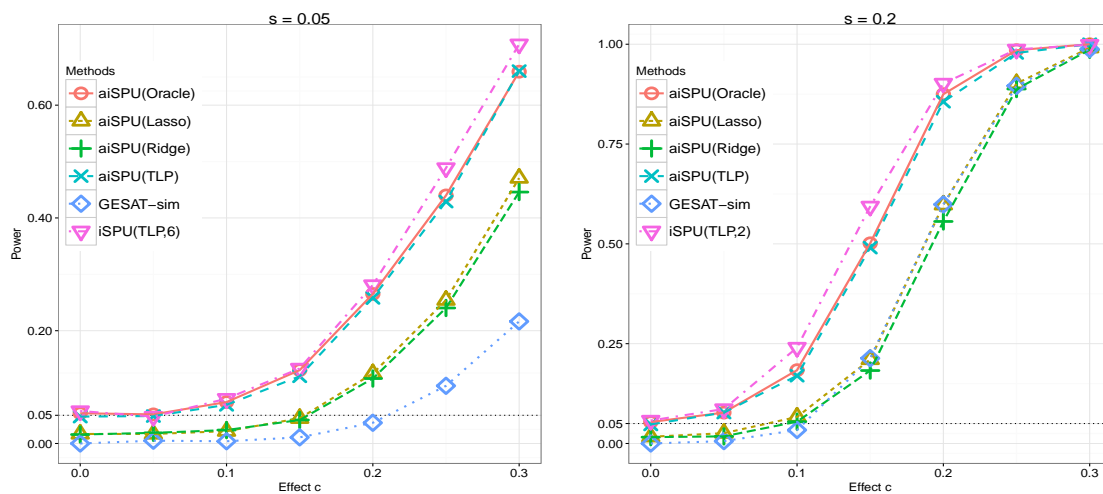 s = 0.05
Power
0.60
0.40
0.20
0.05
0.00
Methods
aiSPU(Oracle)
aiSPU(Lasso)
aiSPU(Ridge)
aiSPU(TLP)
GESAT−sim
iSPU(TLP,6)
0.0
0.1
0.2
0.3
Effect c
s = 0.2
Power
1.00
0.75
0.50
0.25
0.05
0.00
Methods
aiSPU(Oracle)
aiSPU(Lasso)
aiSPU(Ridge)
aiSPU(TLP)
GESAT−sim
iSPU(TLP,2)
0.0
0.1
0.2
0.3
Effect c